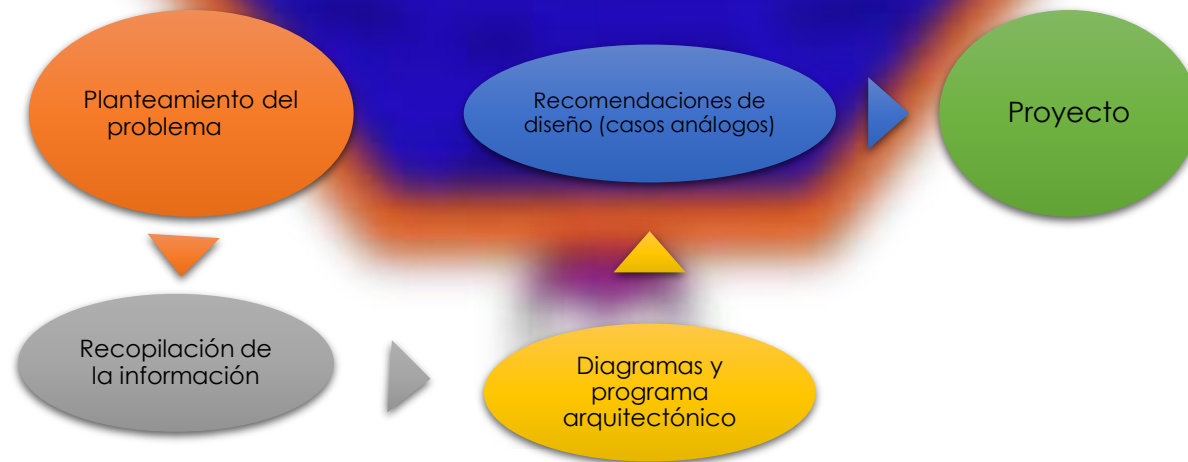 Planteamiento del
problema
Recopilación de
la información
Diagramas y
programa
arquitectónico
Recomendaciones de
diseño (casos análogos)
Proyecto